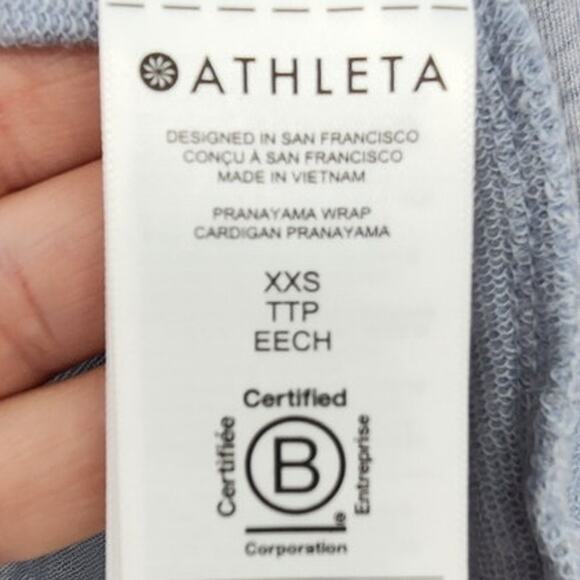 ATHLETA
DESIGNED IN SAN FRANCISCO
CONÇU À SAN FRANCISCO
MADE IN VIETNAM
PRANAYAMA WRAP
CARDIGAN PRANAYAMA
XXS
TTP
EECH
Certified
Certifiée
B
Entreprise
®
Corporation